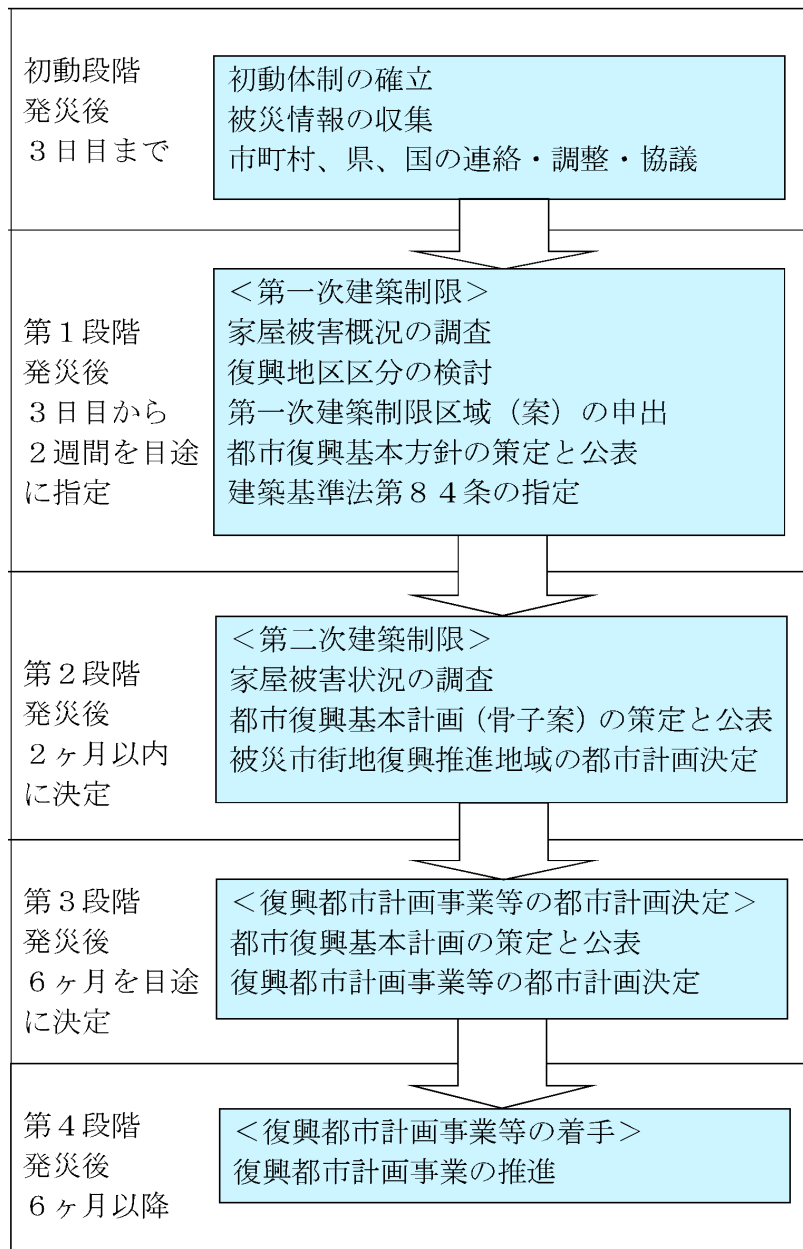 初動段階
発災後
３日目まで
初動体制の確立
被災情報の収集
市町村、県、国の連絡・調整・協議
第１段階
発災後
３日目から
２週間を目途
に指定
＜第一次建築制限＞
家屋被害概況の調査
復興地区区分の検討
第一次建築制限区域（案）の申出
都市復興基本方針の策定と公表
建築基準法第８４条の指定
第２段階
発災後
２ヶ月以内
に決定
＜第二次建築制限＞
家屋被害状況の調査
都市復興基本計画（骨子案）の策定と公表
被災市街地復興推進地域の都市計画決定
第３段階
発災後
６ヶ月を目途
に決定
＜復興都市計画事業等の都市計画決定＞
都市復興基本計画の策定と公表
復興都市計画事業等の都市計画決定
第４段階
発災後
６ヶ月以降
＜復興都市計画事業等の着手＞
復興都市計画事業の推進